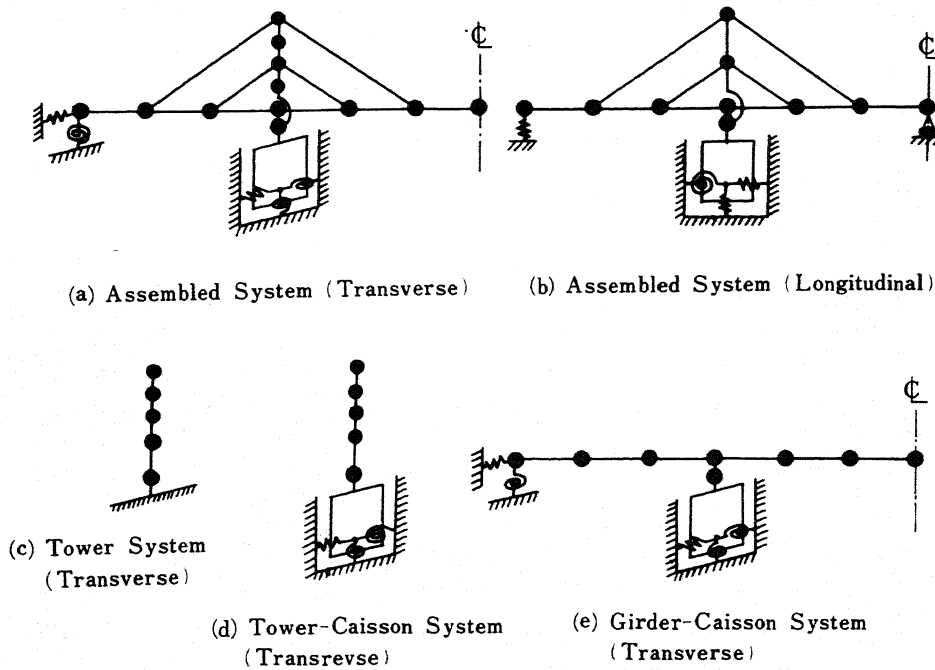 ℄
℄
(a) Assembled System (Transverse)
(b) Assembled System (Longitudinal)
℄
(c) Tower System
(Transverse)
(d) Tower-Caisson System
(Transrevse)
(e) Girder-Caisson System
(Transverse)